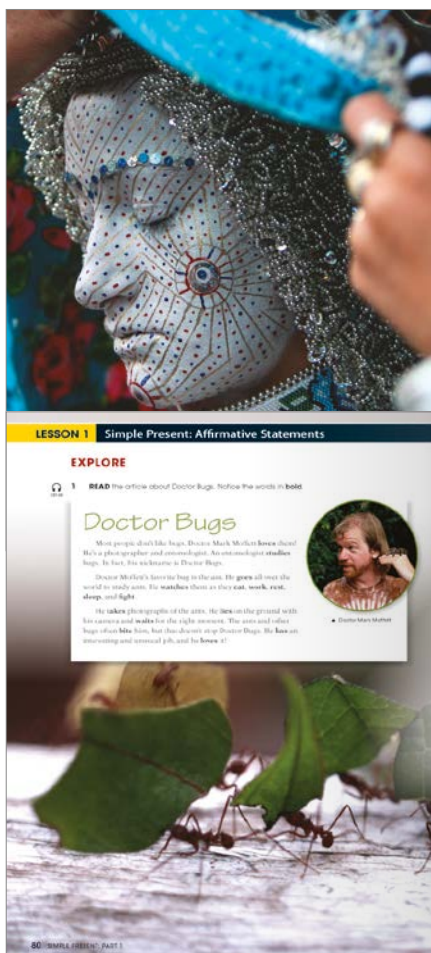 LESSON 1 Simple Present: Affirmative Statements
EXPLORE
1 READ the article about Doctor Bugs. Notice the words in bold.
Doctor Bugs
Most people don't like bugs. Doctor Mark Moffett loves them!
He's a photographer and entomologist. An entomologist studies
bugs. In fact, his nickname is Doctor Bugs.
Doctor Moffett's favorite bug is the ant. He goes all over the
world to study ants. He watches them as they eat, work, rest,
sleep, and fight.
He takes photographs of the ants. He lies on the ground with
his camera and waits for the right moment. The ants and other
bugs often bite him, but that doesn't stop Doctor Bugs. He has an
interesting and unusual job, and he loves it!
▲ Doctor Mark Moffett
80 SIMPLE PRESENT: PART 1